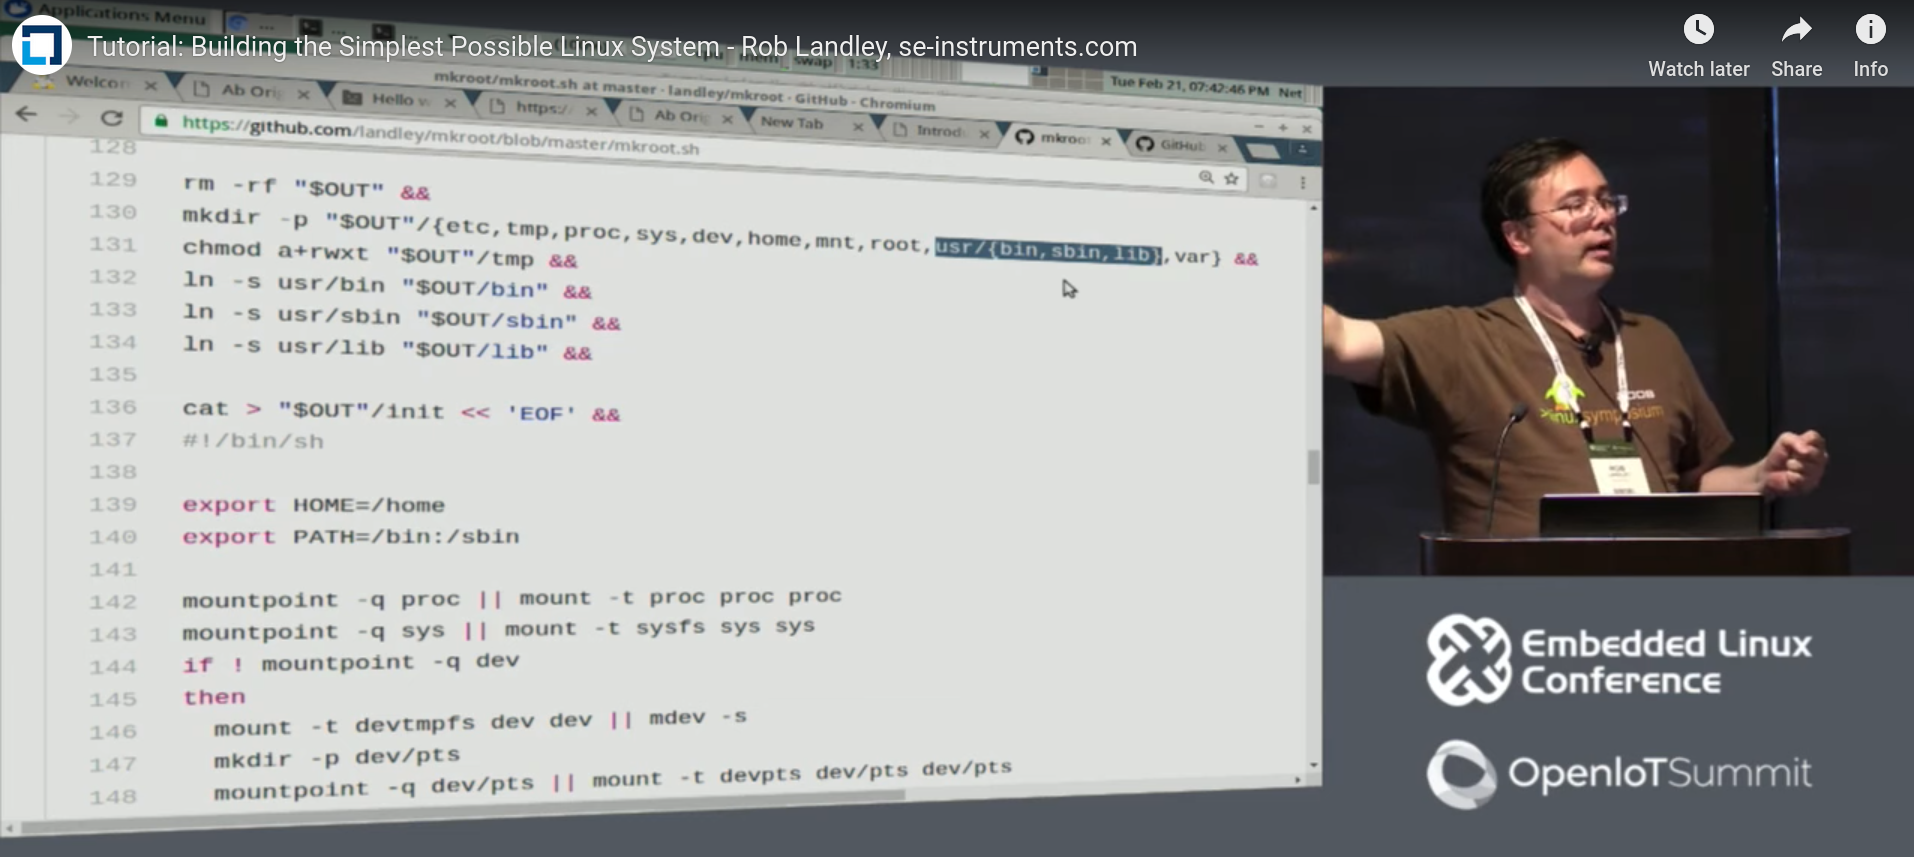 Applications Menu
Tutorial: Building the Simplest Possible Linux System - Rob Landley, se-instruments.com
Watch later
Share
Info
mem
swap
1:33
Tue Feb 21, 07:42:46 PM Net
mkroot/mkroot.sh at master · landley/mkroot · GitHub - Chromium
Welcon
Ab Ori
Hello w
https:/
Ab Ori
New Tab
Introd
mkroo
GitHub
https://github.com/landley/mkroot/blob/master/mkroot.sh
128
129 rm -rf "$OUT" &&
130 mkdir -p "$OUT"/{etc,tmp,proc,sys,dev,home,mnt,root,usr/{bin,sbin,lib},var} &&
131 chmod a+rwxt "$OUT"/tmp &&
132 ln -s usr/bin "$OUT/bin" &&
133 ln -s usr/sbin "$OUT/sbin" &&
134 ln -s usr/lib "$OUT/lib" &&
135
136 cat > "$OUT"/init << 'EOF' &&
137 #!/bin/sh
138
139 export HOME=/home
140 export PATH=/bin:/sbin
141
142 mountpoint -q proc || mount -t proc proc proc
143 mountpoint -q sys || mount -t sysfs sys sys
144 if ! mountpoint -q dev
145 then
146 mount -t devtmpfs dev dev || mdev -s
147 mkdir -p dev/pts
148 mountpoint -q dev/pts || mount -t devpts dev/pts dev/pts
symposium
Embedded Linux
Conference
OpenIoTSummit